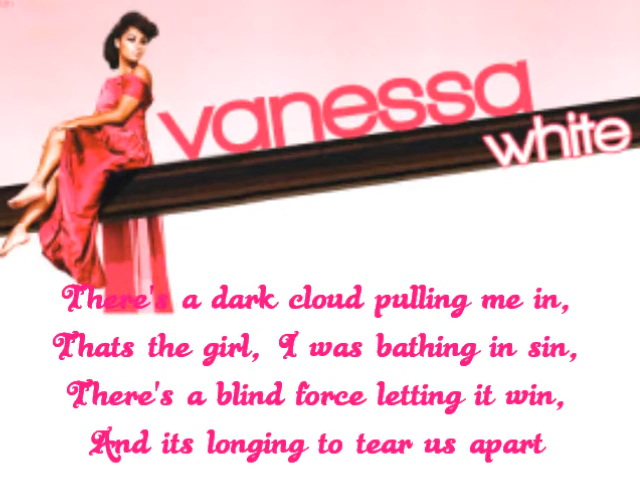 vanessa
white
There's a dark cloud pulling me in,
Thats the girl, I was bathing in sin,
There's a blind force letting it win,
And its longing to tear us apart